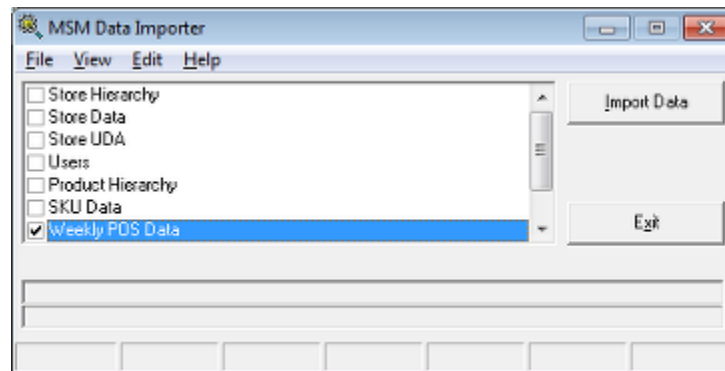 MSM Data Importer
File View Edit Help
Store Hierarchy
Store Data
Store UDA
Users
Product Hierarchy
SKU Data
Weekly POS Data
Import Data
Exit